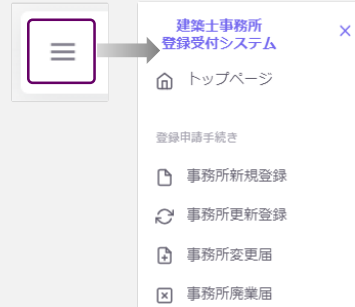 建築士事務所
登録受付システム
トップページ
登録申請手続き
事務所新規登録
事務所更新登録
事務所変更届
事務所廃業届